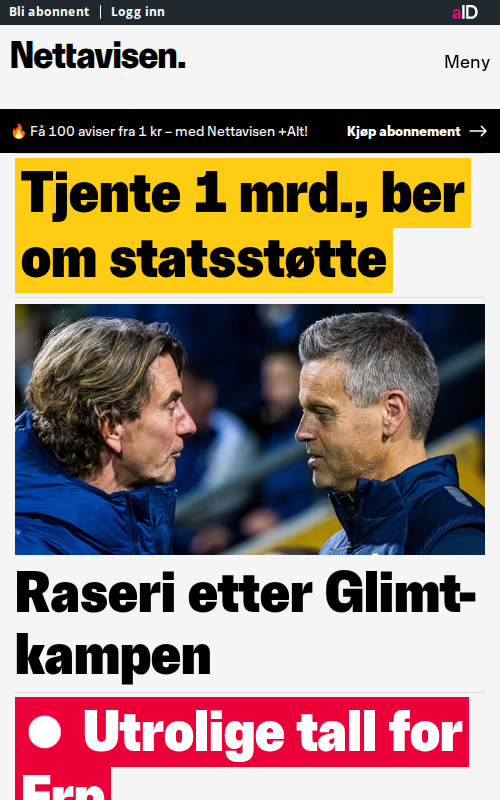 Bli abonnent
Logg inn
aID
Nettavisen.
Meny
🔥 Få 100 aviser fra 1 kr – med Nettavisen +Alt!
Kjøp abonnement →
Tjente 1 mrd., ber
om statsstøtte
Raseri etter Glimt-
kampen
Utrolige tall for